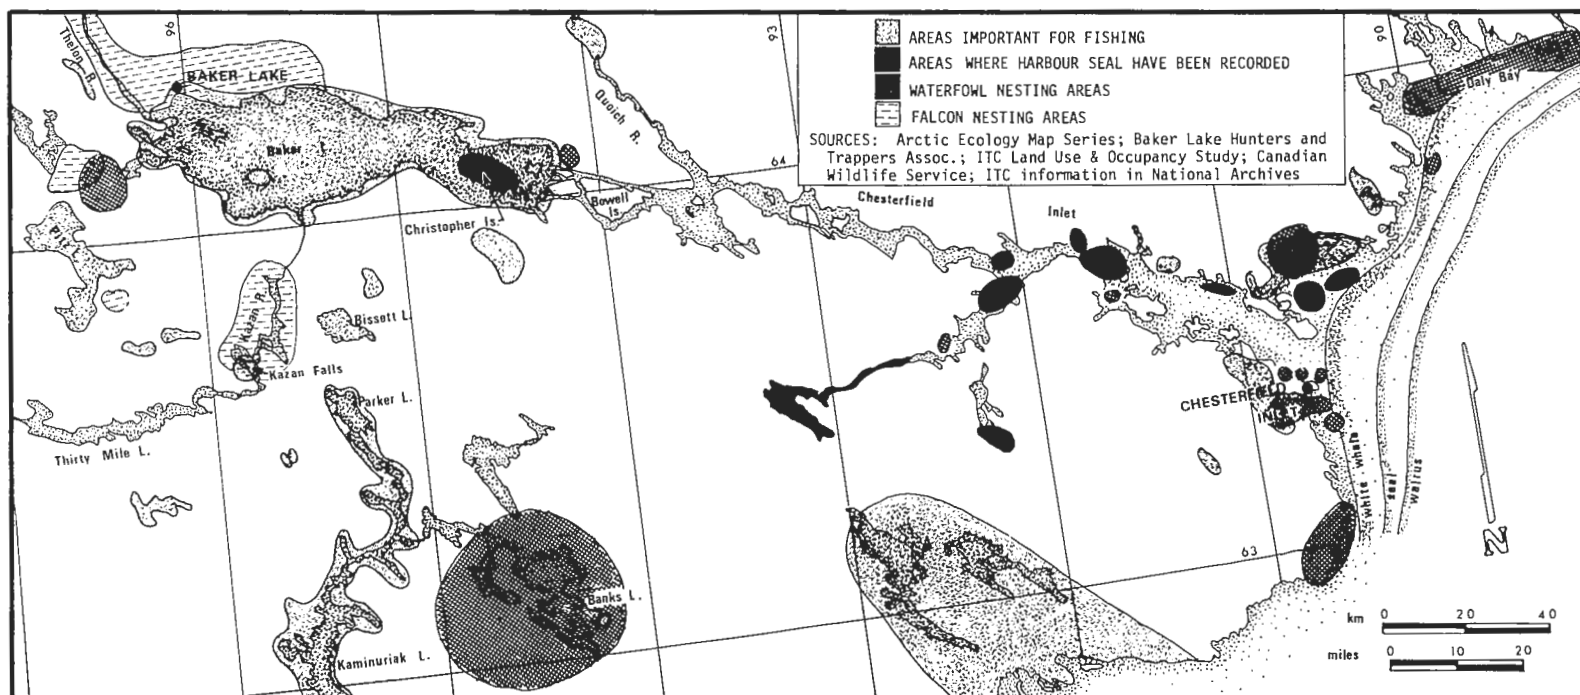 96
93
90
AREAS IMPORTANT FOR FISHING
AREAS WHERE HARBOUR SEAL HAVE BEEN RECORDED
WATERFOWL NESTING AREAS
FALCON NESTING AREAS
SOURCES: Arctic Ecology Map Series; Baker Lake Hunters and
Trappers Assoc.; ITC Land Use & Occupancy Study; Canadian
Wildlife Service; ITC information in National Archives
Thelon R.
BAKER LAKE
Quoich R.
Daly Bay
Baker L.
64
Bowell
Is.
Chesterfield
Inlet
Christopher Is.
Pitz L.
Kazan R.
Bissett L.
Kazan Falls
Parker L.
CHESTERFIELD
INLET
Thirty Mile L.
white whale
seal
walrus
63
N
Banks L.
Kaminuriak L.
km
0 20 40
miles
0 10 20